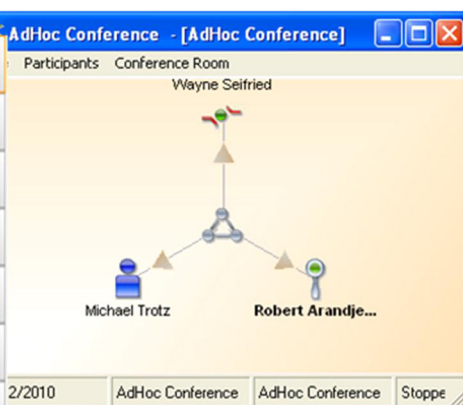 AdHoc Conference - [AdHoc Conference]
Participants Conference Room
Wayne Seifried
Michael Trotz
Robert Arandje...
2/2010 AdHoc Conference AdHoc Conference Stoppe